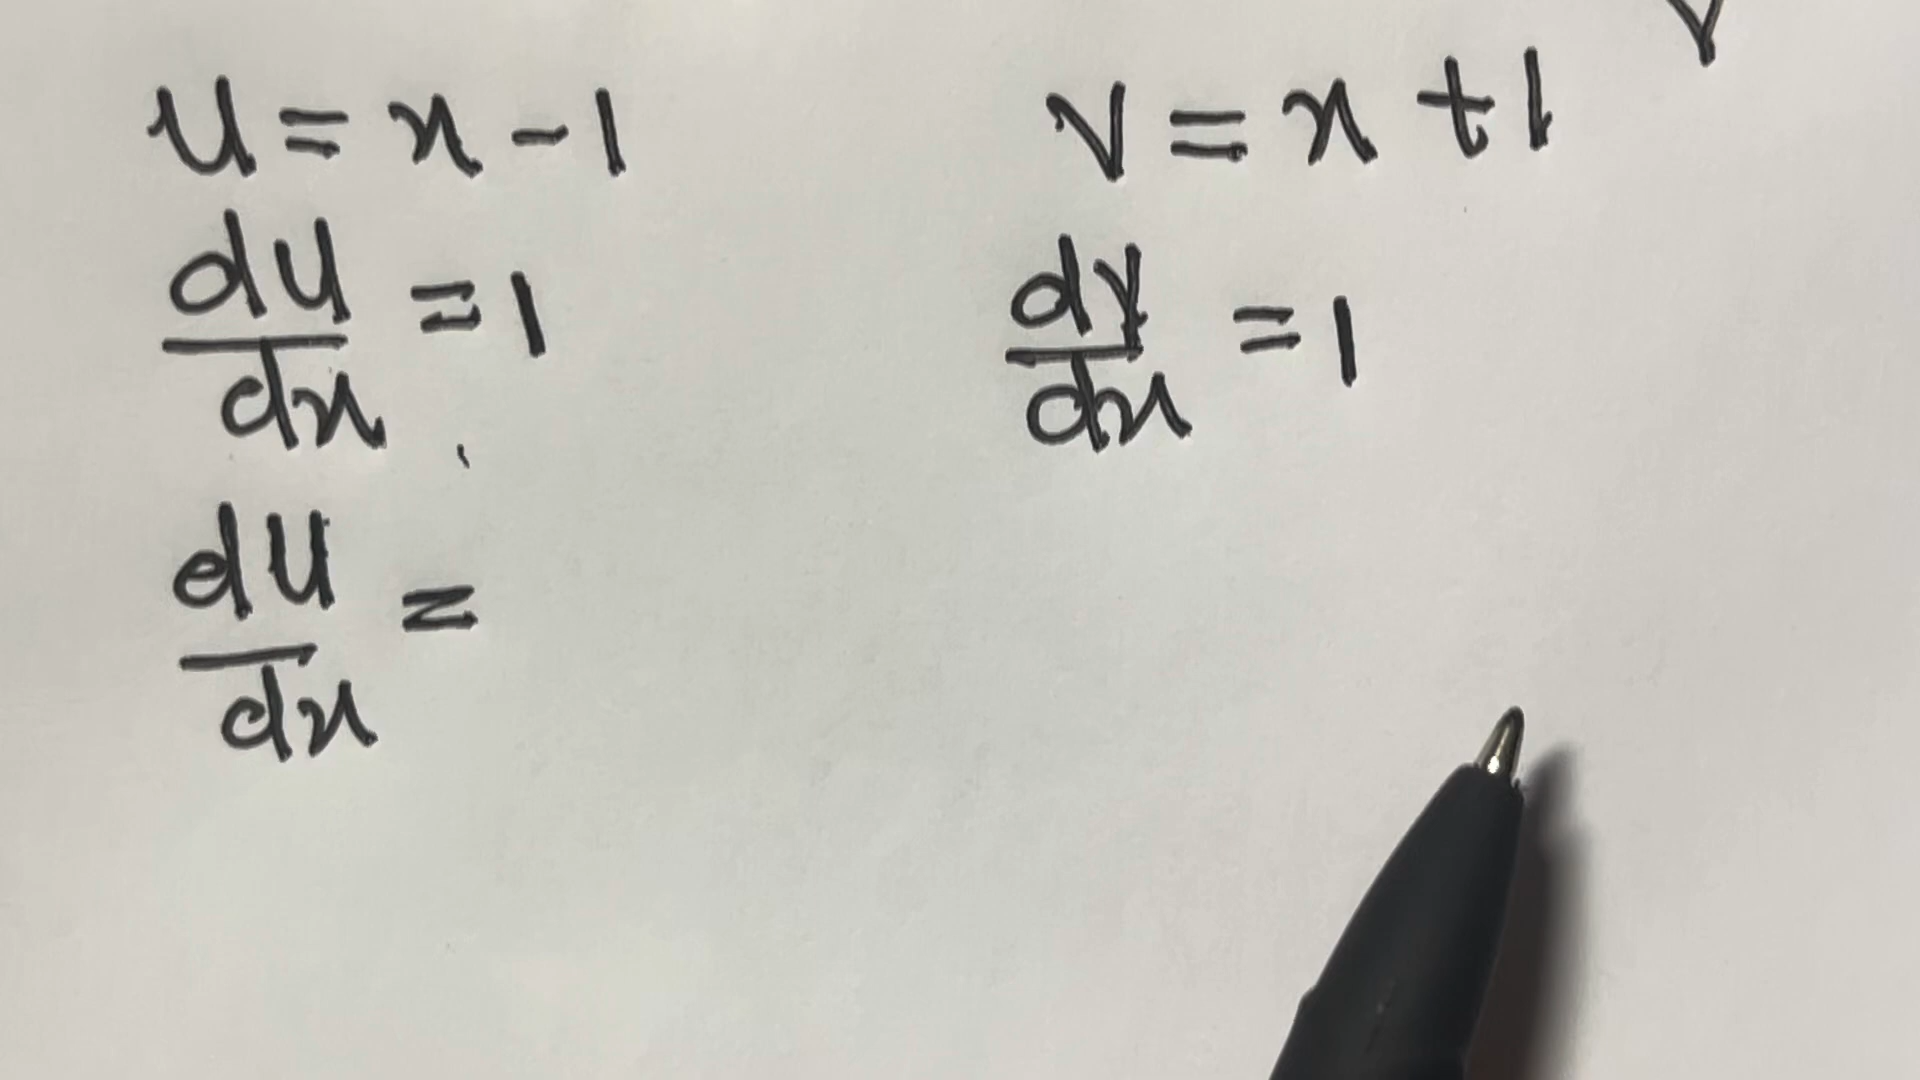 u = x - 1
v = x + 1
du/dx = 1
dv/dx = 1
du/dx =